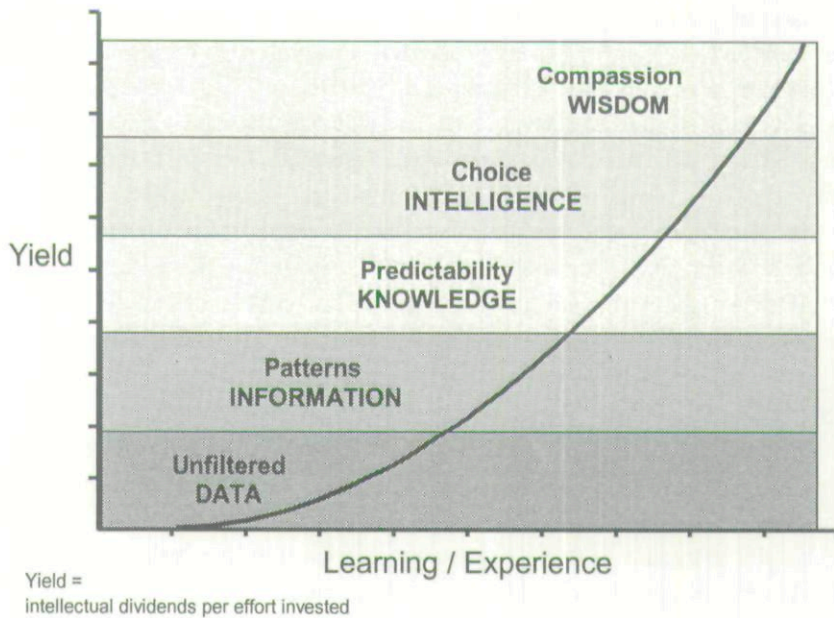 Compassion
WISDOM
Choice
INTELLIGENCE
Yield
Predictability
KNOWLEDGE
Patterns
INFORMATION
Unfiltered
DATA
Learning / Experience
Yield =
intellectual dividends per effort invested